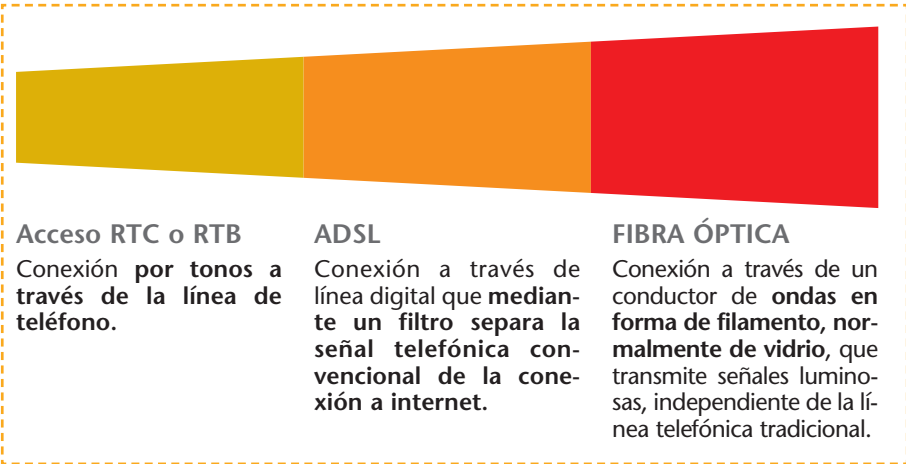 Acceso RTC o RTB
Conexión por tonos a
través de la línea de
teléfono.
ADSL
Conexión a través de
línea digital que median-
te un filtro separa la
señal telefónica con-
vencional de la cone-
xión a internet.
FIBRA ÓPTICA
Conexión a través de un
conductor de ondas en
forma de filamento, nor-
malmente de vidrio, que
transmite señales lumino-
sas, independiente de la lí-
nea telefónica tradicional.